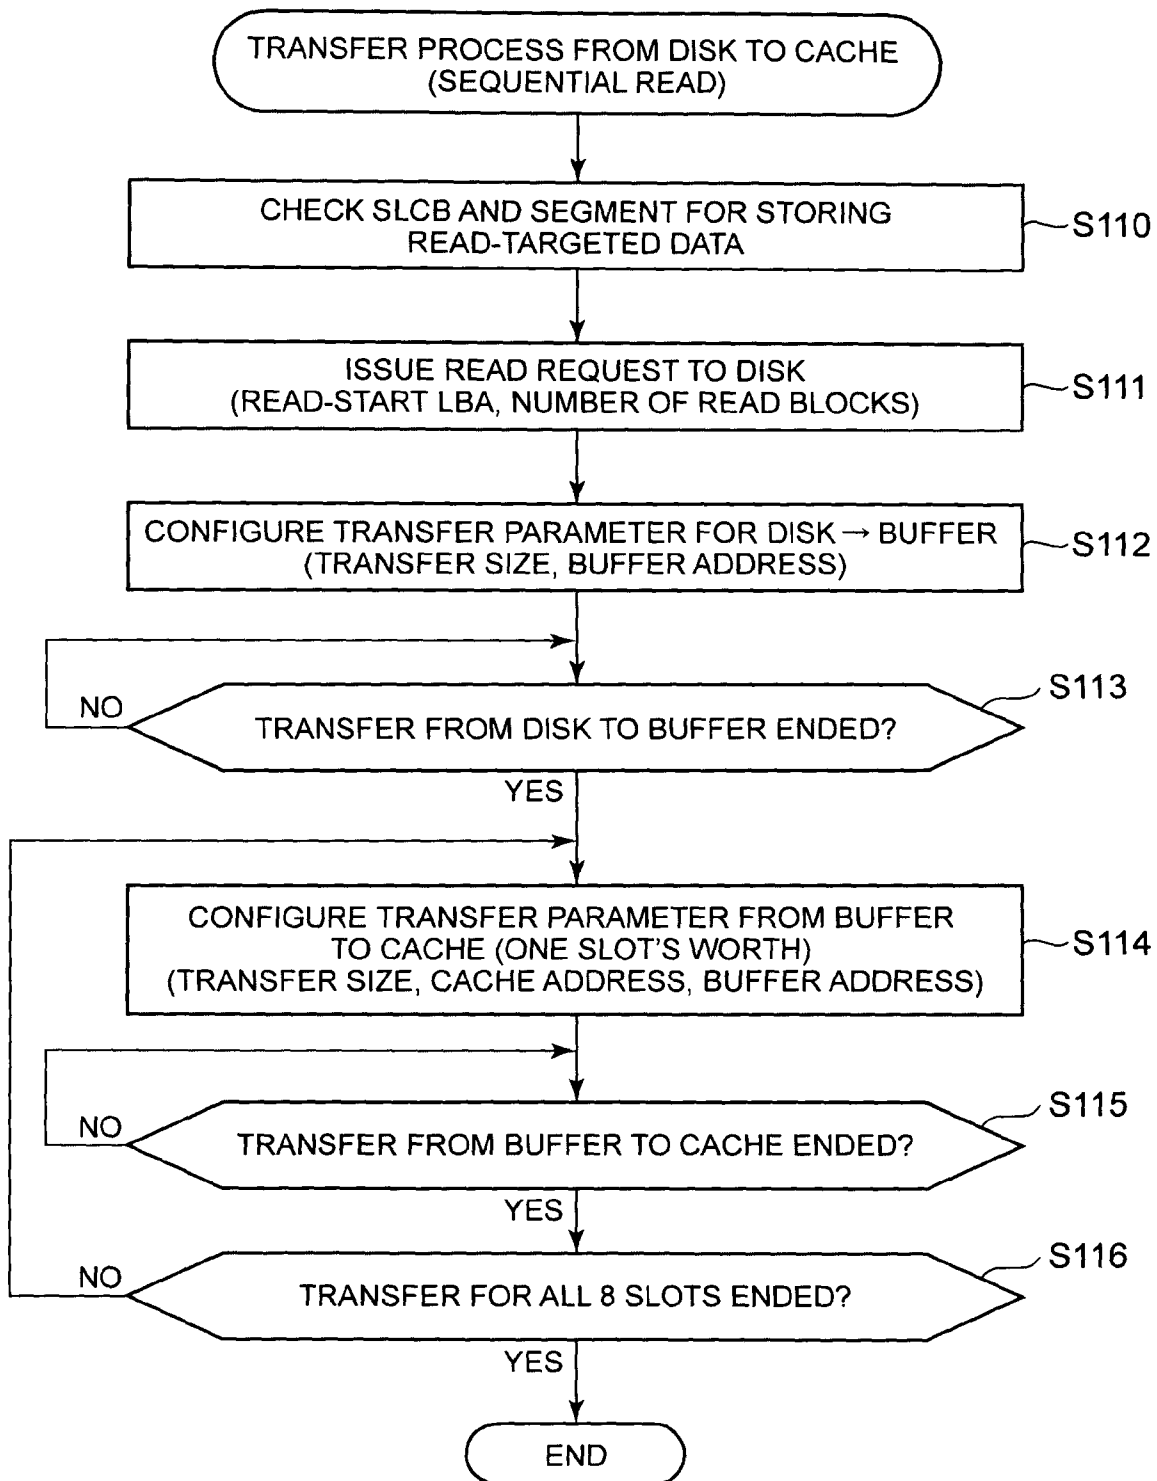 TRANSFER PROCESS FROM DISK TO CACHE
(SEQUENTIAL READ)
CHECK SLCB AND SEGMENT FOR STORING
READ-TARGETED DATA
S110
ISSUE READ REQUEST TO DISK
(READ-START LBA, NUMBER OF READ BLOCKS)
S111
CONFIGURE TRANSFER PARAMETER FOR DISK → BUFFER
(TRANSFER SIZE, BUFFER ADDRESS)
S112
NO
TRANSFER FROM DISK TO BUFFER ENDED?
S113
YES
CONFIGURE TRANSFER PARAMETER FROM BUFFER
TO CACHE (ONE SLOT'S WORTH)
(TRANSFER SIZE, CACHE ADDRESS, BUFFER ADDRESS)
S114
NO
TRANSFER FROM BUFFER TO CACHE ENDED?
S115
YES
NO
TRANSFER FOR ALL 8 SLOTS ENDED?
S116
YES
END